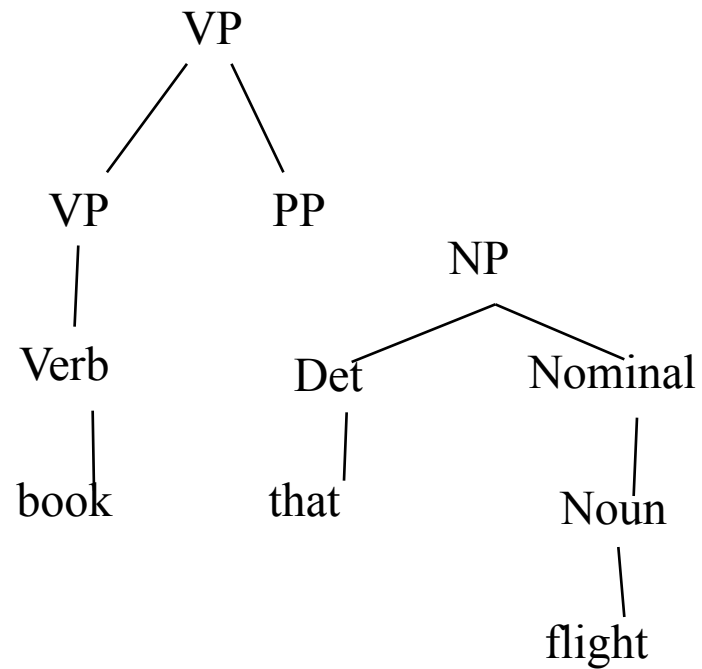 VP
VP PP
NP
Verb Det Nominal
book that Noun
flight